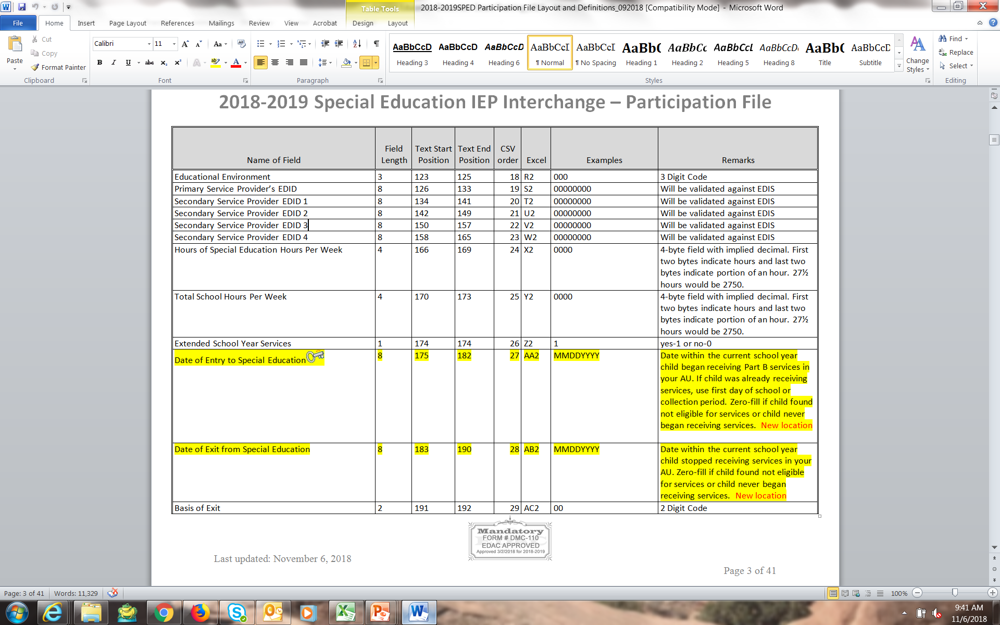 2018-2019SPED Participation File Layout and Definitions_092018 [Compatibility Mode] - Microsoft Word
Table Tools
File Home Insert Page Layout References Mailings Review View Acrobat Design Layout
Paste
Cut
Copy
Format Painter
Clipboard
Calibri 11
Font
Paragraph
AaBbCcD AaBbCcD AaBbCcD AaBbCcI AaBbCcI AaBbC AaBbCc AaBbCcL AaBbCcDc AaBbC AaBbCcD
Heading 3 Heading 4 Heading 6 ¶ Normal ¶ No Spacing Heading 1 Heading 2 Heading 5 Heading 8 Title Subtitle
Styles
Change Styles
Find
Replace
Select
Editing
2018-2019 Special Education IEP Interchange – Participation File
Name of Field | Field Length | Text Start Position | Text End Position | CSV order | Excel | Examples | Remarks
Educational Environment 3 123 125 18 R2 000 3 Digit Code
Primary Service Provider’s EDID 8 126 133 19 S2 00000000 Will be validated against EDIS
Secondary Service Provider EDID 1 8 134 141 20 T2 00000000 Will be validated against EDIS
Secondary Service Provider EDID 2 8 142 149 21 U2 00000000 Will be validated against EDIS
Secondary Service Provider EDID 3 8 150 157 22 V2 00000000 Will be validated against EDIS
Secondary Service Provider EDID 4 8 158 165 23 W2 00000000 Will be validated against EDIS
Hours of Special Education Hours Per Week 4 166 169 24 X2 0000 4-byte field with implied decimal. First
two bytes indicate hours and last two
bytes indicate portion of an hour. 27½
hours would be 2750.
Total School Hours Per Week 4 170 173 25 Y2 0000 4-byte field with implied decimal. First
two bytes indicate hours and last two
bytes indicate portion of an hour. 27½
hours would be 2750.
Extended School Year Services 1 174 174 26 Z2 1 yes-1 or no-0
Date of Entry to Special Education 8 175 182 27 AA2 MMDDYYYY Date within the current school year
child began receiving Part B services in
your AU. If child was already receiving
services, use first day of school or
collection period. Zero-fill if child found
not eligible for services or child never
began receiving services. New location
Date of Exit from Special Education 8 183 190 28 AB2 MMDDYYYY Date within the current school year
child stopped receiving services in your
AU. Zero-fill if child found not eligible
for services or child never began
receiving services. New location
Basis of Exit 2 191 192 29 AC2 00 2 Digit Code
Mandatory
FORM # DMC-110
EDAC APPROVED
Approved 3/2/2018 for 2018-2019
Last updated: November 6, 2018
Page 3 of 41
Page: 3 of 41 Words: 11,329 100%
9:41 AM
11/6/2018